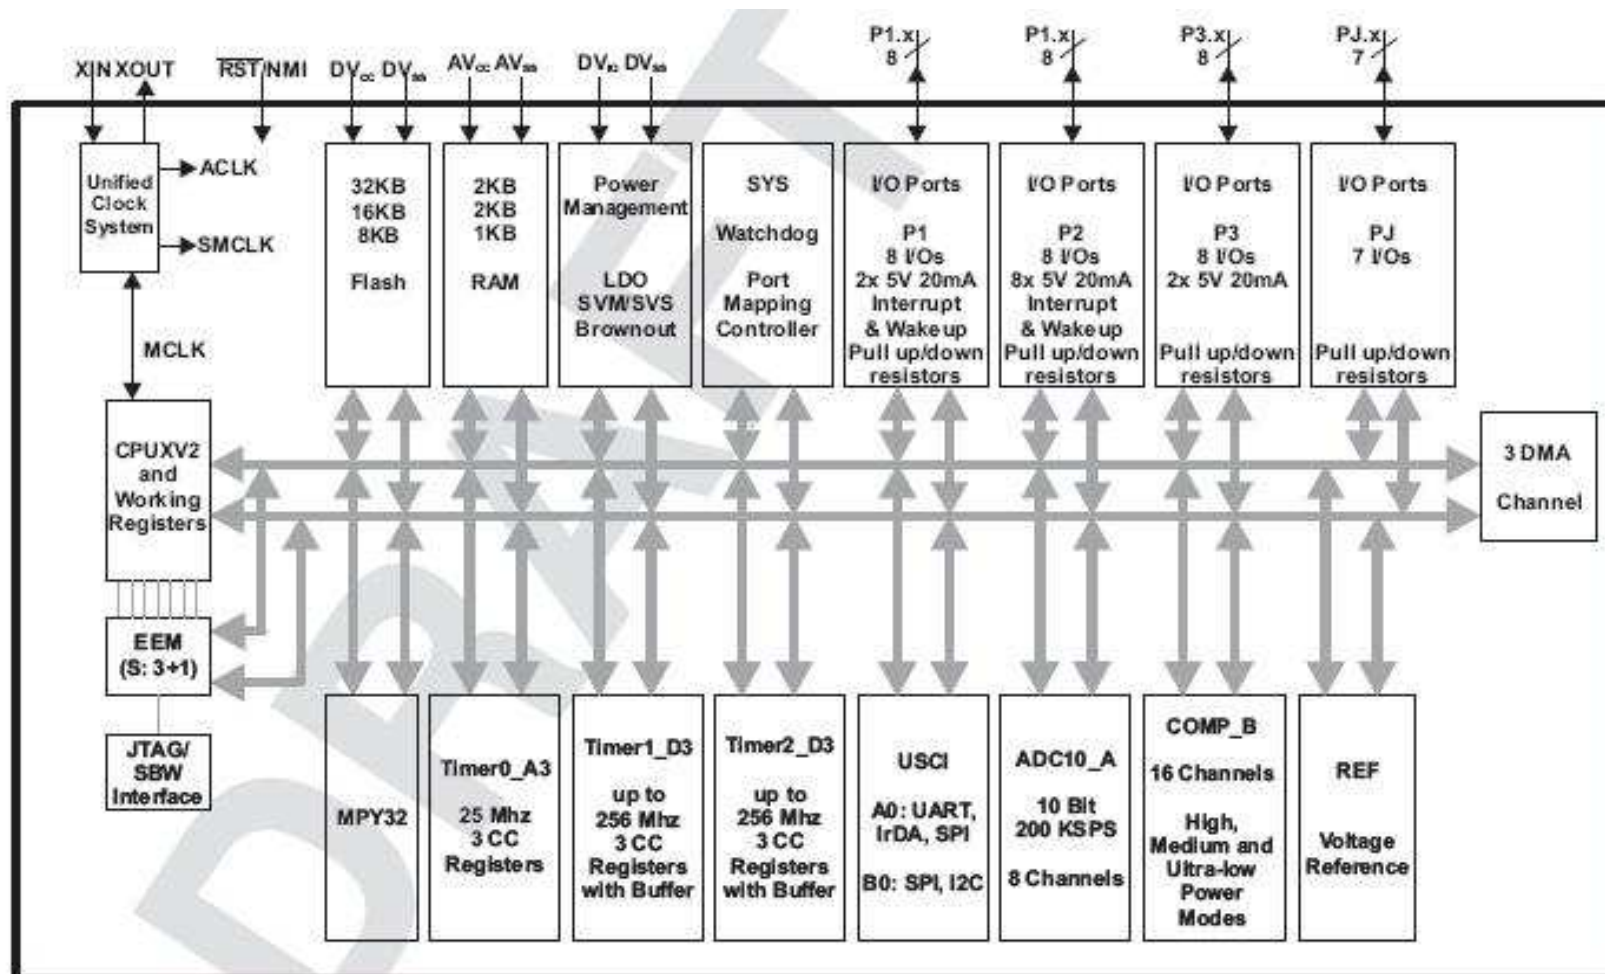 P1.x
8
P1.x
8
P3.x
8
PJ.x
7
XIN XOUT
RST/NMI
DVcc DVss
AVcc AVss
DVss
Unified
Clock
System
ACLK
SMCLK
MCLK
32KB
16KB
8KB
Flash
2KB
2KB
1KB
RAM
Power
Management
LDO
SVM/SVS
Brownout
SYS
Watchdog
Port
Mapping
Controller
I/O Ports
P1
8 I/Os
2x 5V 20mA
Interrupt
& Wakeup
Pull up/down
resistors
I/O Ports
P2
8 I/Os
8x 5V 20mA
Interrupt
& Wakeup
Pull up/down
resistors
I/O Ports
P3
8 I/Os
2x 5V 20mA
Pull up/down
resistors
I/O Ports
PJ
7 I/Os
Pull up/down
resistors
CPUXV2
and
Working
Registers
3 DMA
Channel
EEM
(S: 3+1)
JTAG/
SBW
Interface
MPY32
Timer0_A3
25 Mhz
3 CC
Registers
Timer1_D3
up to
256 Mhz
3 CC
Registers
with Buffer
Timer2_D3
up to
256 Mhz
3 CC
Registers
with Buffer
USCI
A0: UART,
IrDA, SPI
B0: SPI, I2C
ADC10_A
10 Bit
200 KSPS
8 Channels
COMP_B
16 Channels
High,
Medium and
Ultra-low
Power
Modes
REF
Voltage
Reference
DRAFT